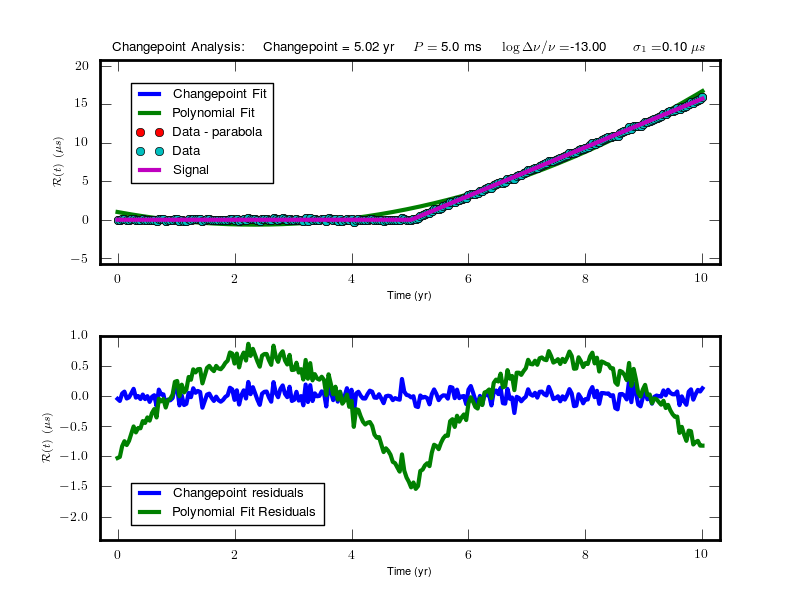 Changepoint Analysis: Changepoint = 5.02 yr P = 5.0 ms log Δν/ν =-13.00 σ₁ =0.10 μs
20
15
10
5
0
−5
ℛ(t) (μs)
Changepoint Fit
Polynomial Fit
Data - parabola
Data
Signal
0 2 4 6 8 10
Time (yr)
1.0
0.5
0.0
−0.5
−1.0
−1.5
−2.0
ℛ(t) (μs)
Changepoint residuals
Polynomial Fit Residuals
0 2 4 6 8 10
Time (yr)